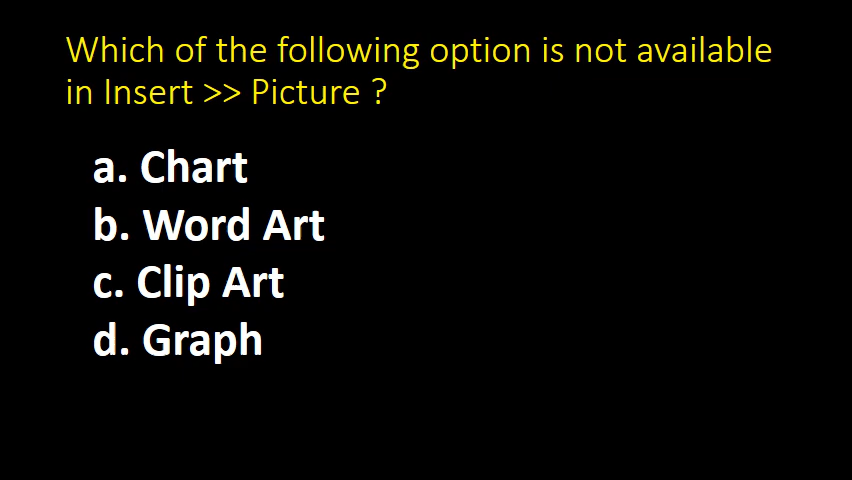 Which of the following option is not available
in Insert >> Picture ?
a. Chart
b. Word Art
c. Clip Art
d. Graph